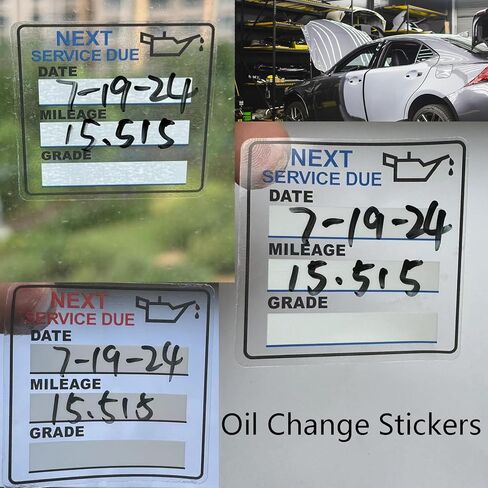 NEXT
SERVICE DUE
DATE
7-19-24
MILEAGE
15.515
GRADE
NEXT
SERVICE DUE
DATE
7-19-24
MILEAGE
15.515
GRADE
NEXT
SERVICE DUE
DATE
7-19-24
MILEAGE
15.515
GRADE
Oil Change Stickers